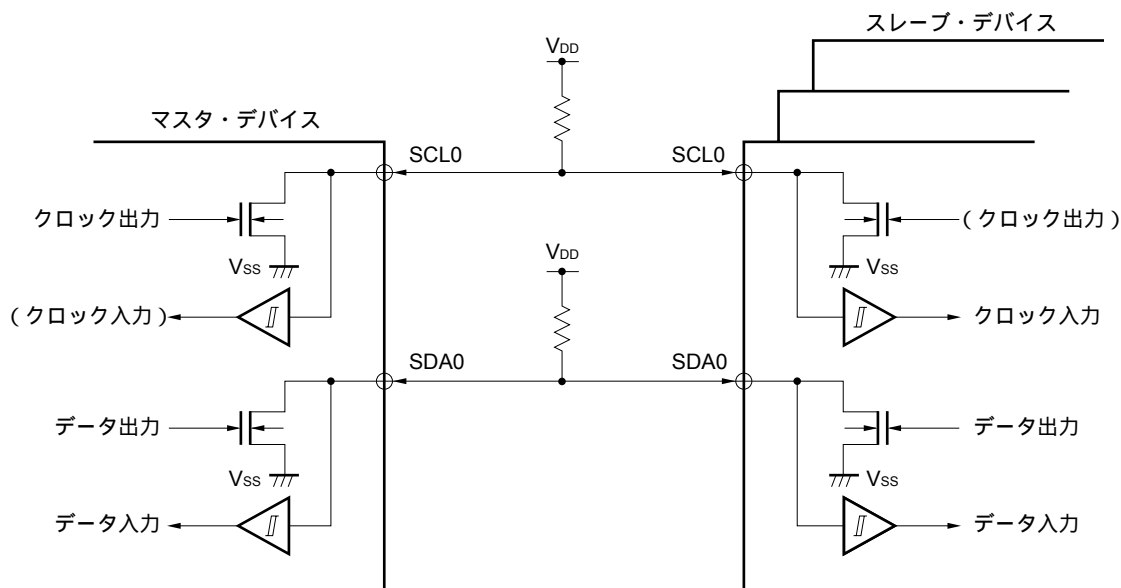 スレーブ・デバイス
VDD
マスタ・デバイス
SCL0
SCL0
クロック出力
(クロック出力)
VSS
VDD
VSS
(クロック入力)
クロック入力
SDA0
SDA0
データ出力
データ出力
VSS
VSS
データ入力
データ入力